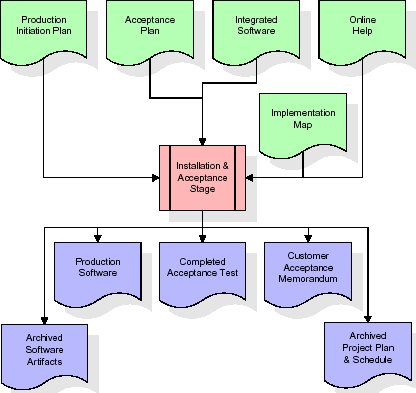 Production
Initiation Plan
Acceptance
Plan
Integrated
Software
Online
Help
Implementation
Map
Installation &
Acceptance
Stage
Production
Software
Completed
Acceptance Test
Customer
Acceptance
Memorandum
Archived
Software
Artifacts
Archived
Project Plan
& Schedule